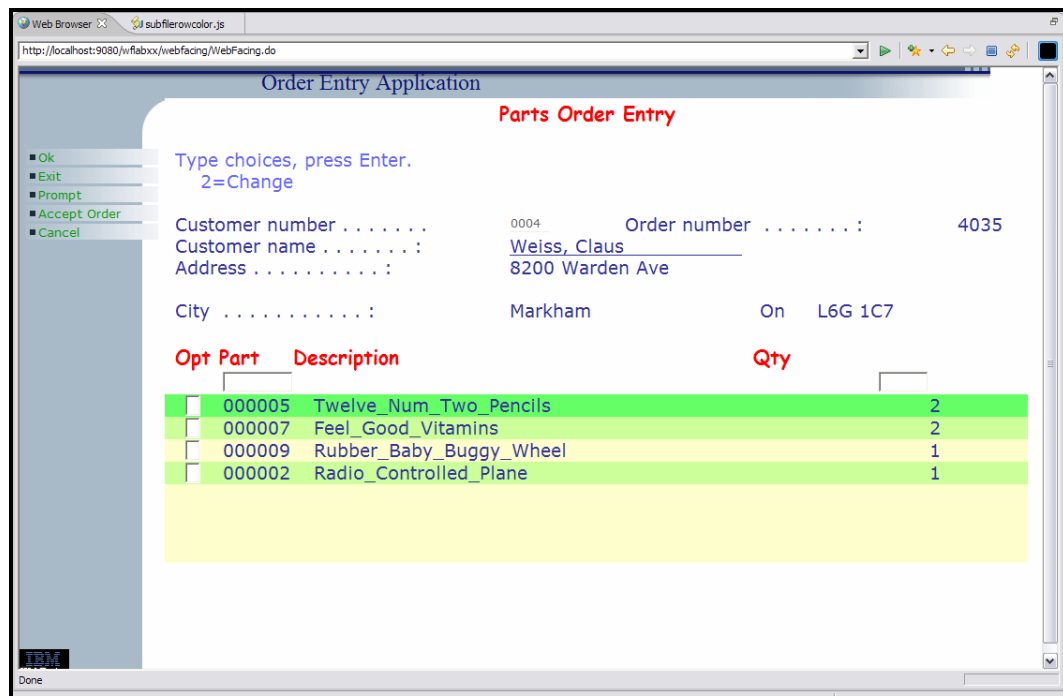 Web Browser subfilerowcolor.js
http://localhost:9080/wflabxx/webfacing/WebFacing.do
Order Entry Application
Parts Order Entry
Ok
Exit
Prompt
Accept Order
Cancel
Type choices, press Enter.
2=Change
Customer number . . . . . . . 0004 Order number . . . . . . . : 4035
Customer name . . . . . . . : Weiss, Claus
Address . . . . . . . . . . : 8200 Warden Ave
City . . . . . . . . . . . : Markham On L6G 1C7
Opt Part Description Qty
000005 Twelve_Num_Two_Pencils 2
000007 Feel_Good_Vitamins 2
000009 Rubber_Baby_Buggy_Wheel 1
000002 Radio_Controlled_Plane 1
IBM
Done